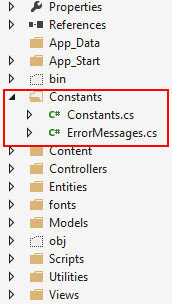 Properties
References
App_Data
App_Start
bin
Constants
C# Constants.cs
C# ErrorMessages.cs
Content
Controllers
Entities
fonts
Models
obj
Scripts
Utilities
Views